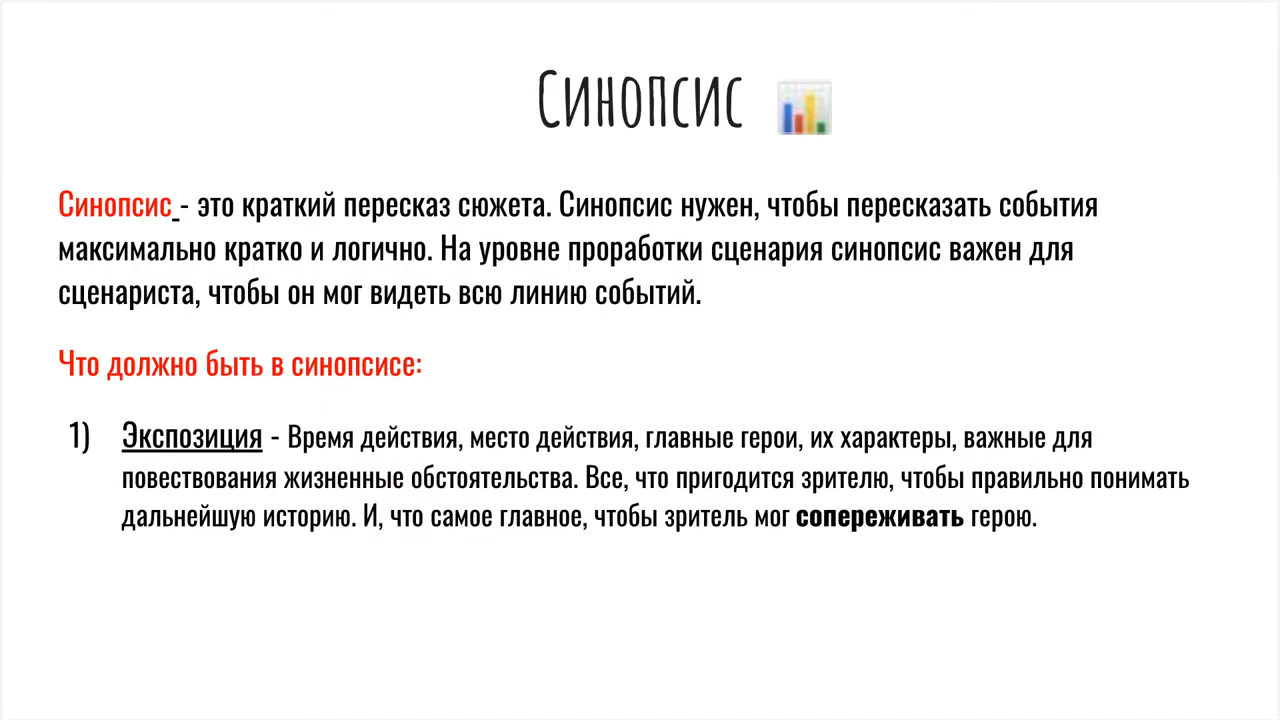 Синопсис
Синопсис - это краткий пересказ сюжета. Синопсис нужен, чтобы пересказать события
максимально кратко и логично. На уровне проработки сценария синопсис важен для
сценариста, чтобы он мог видеть всю линию событий.
Что должно быть в синопсисе:
1) Экспозиция - Время действия, место действия, главные герои, их характеры, важные для
повествования жизненные обстоятельства. Все, что пригодится зрителю, чтобы правильно понимать
дальнейшую историю. И, что самое главное, чтобы зритель мог сопереживать герою.